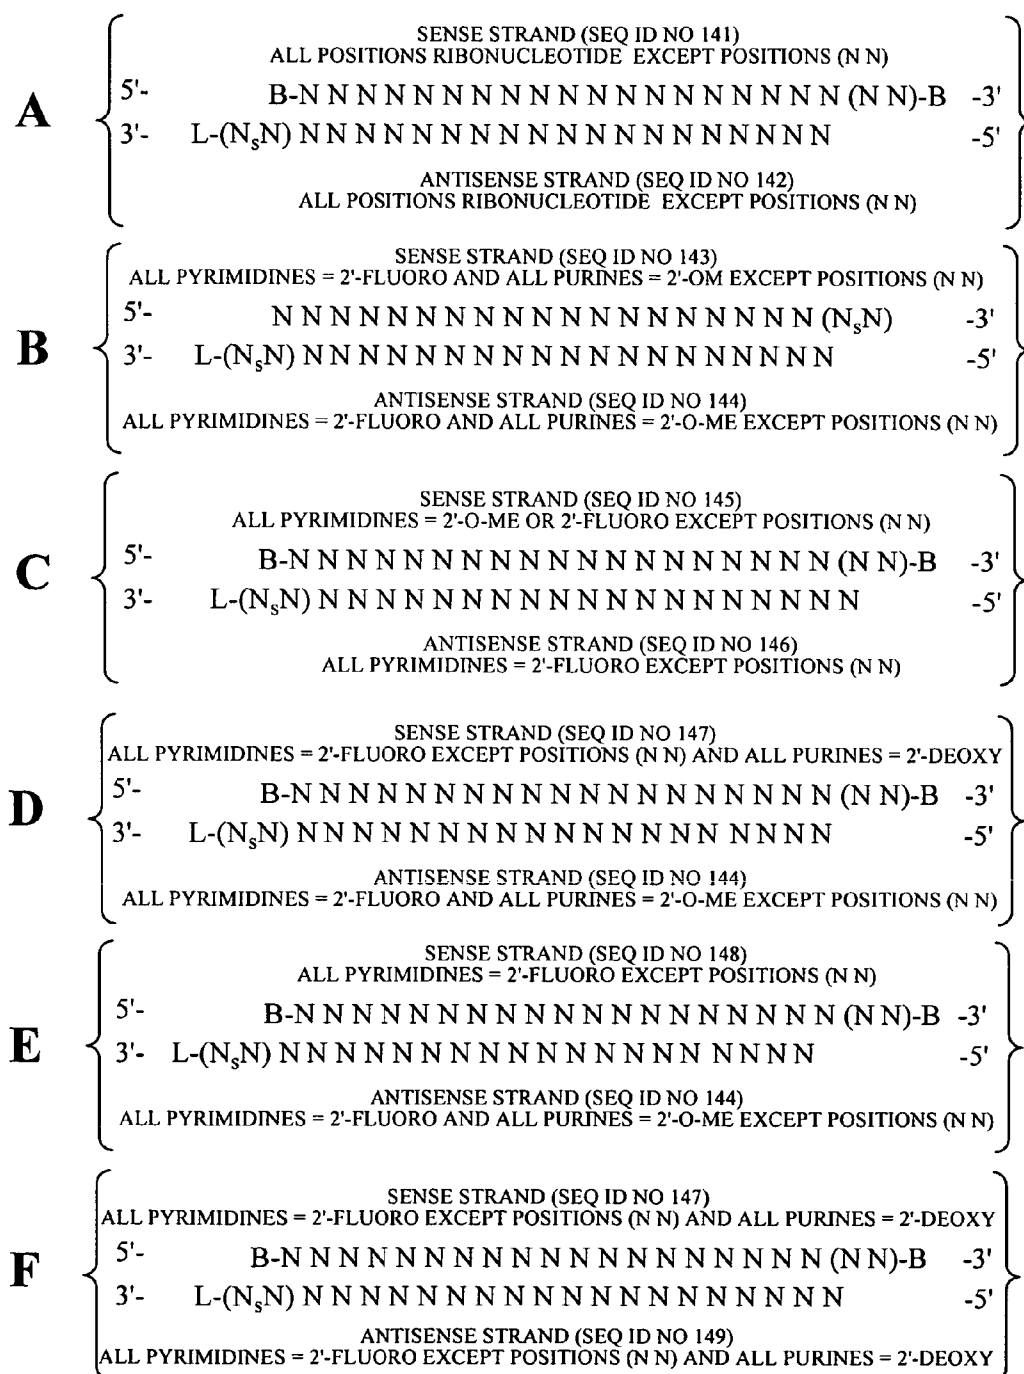 A
SENSE STRAND (SEQ ID NO 141)
ALL POSITIONS RIBONUCLEOTIDE EXCEPT POSITIONS (N N)
5'- B-N N N N N N N N N N N N N N N N N N N (N N)-B -3'
3'- L-(NsN) N N N N N N N N N N N N N N N N N N N -5'
ANTISENSE STRAND (SEQ ID NO 142)
ALL POSITIONS RIBONUCLEOTIDE EXCEPT POSITIONS (N N)
B
SENSE STRAND (SEQ ID NO 143)
ALL PYRIMIDINES = 2'-FLUORO AND ALL PURINES = 2'-OM EXCEPT POSITIONS (N N)
5'- N N N N N N N N N N N N N N N N N N N (NsN) -3'
3'- L-(NsN) N N N N N N N N N N N N N N N N N N N -5'
ANTISENSE STRAND (SEQ ID NO 144)
ALL PYRIMIDINES = 2'-FLUORO AND ALL PURINES = 2'-O-ME EXCEPT POSITIONS (N N)
C
SENSE STRAND (SEQ ID NO 145)
ALL PYRIMIDINES = 2'-O-ME OR 2'-FLUORO EXCEPT POSITIONS (N N)
5'- B-N N N N N N N N N N N N N N N N N N N (N N)-B -3'
3'- L-(NsN) N N N N N N N N N N N N N N N N N N N -5'
ANTISENSE STRAND (SEQ ID NO 146)
ALL PYRIMIDINES = 2'-FLUORO EXCEPT POSITIONS (N N)
D
SENSE STRAND (SEQ ID NO 147)
ALL PYRIMIDINES = 2'-FLUORO EXCEPT POSITIONS (N N) AND ALL PURINES = 2'-DEOXY
5'- B-N N N N N N N N N N N N N N N N N N N (N N)-B -3'
3'- L-(NsN) N N N N N N N N N N N N N N N N N N N -5'
ANTISENSE STRAND (SEQ ID NO 144)
ALL PYRIMIDINES = 2'-FLUORO AND ALL PURINES = 2'-O-ME EXCEPT POSITIONS (N N)
E
SENSE STRAND (SEQ ID NO 148)
ALL PYRIMIDINES = 2'-FLUORO EXCEPT POSITIONS (N N)
5'- B-N N N N N N N N N N N N N N N N N N N (N N)-B -3'
3'- L-(NsN) N N N N N N N N N N N N N N N N N N N -5'
ANTISENSE STRAND (SEQ ID NO 144)
ALL PYRIMIDINES = 2'-FLUORO AND ALL PURINES = 2'-O-ME EXCEPT POSITIONS (N N)
F
SENSE STRAND (SEQ ID NO 147)
ALL PYRIMIDINES = 2'-FLUORO EXCEPT POSITIONS (N N) AND ALL PURINES = 2'-DEOXY
5'- B-N N N N N N N N N N N N N N N N N N N (N N)-B -3'
3'- L-(NsN) N N N N N N N N N N N N N N N N N N N -5'
ANTISENSE STRAND (SEQ ID NO 149)
ALL PYRIMIDINES = 2'-FLUORO EXCEPT POSITIONS (N N) AND ALL PURINES = 2'-DEOXY